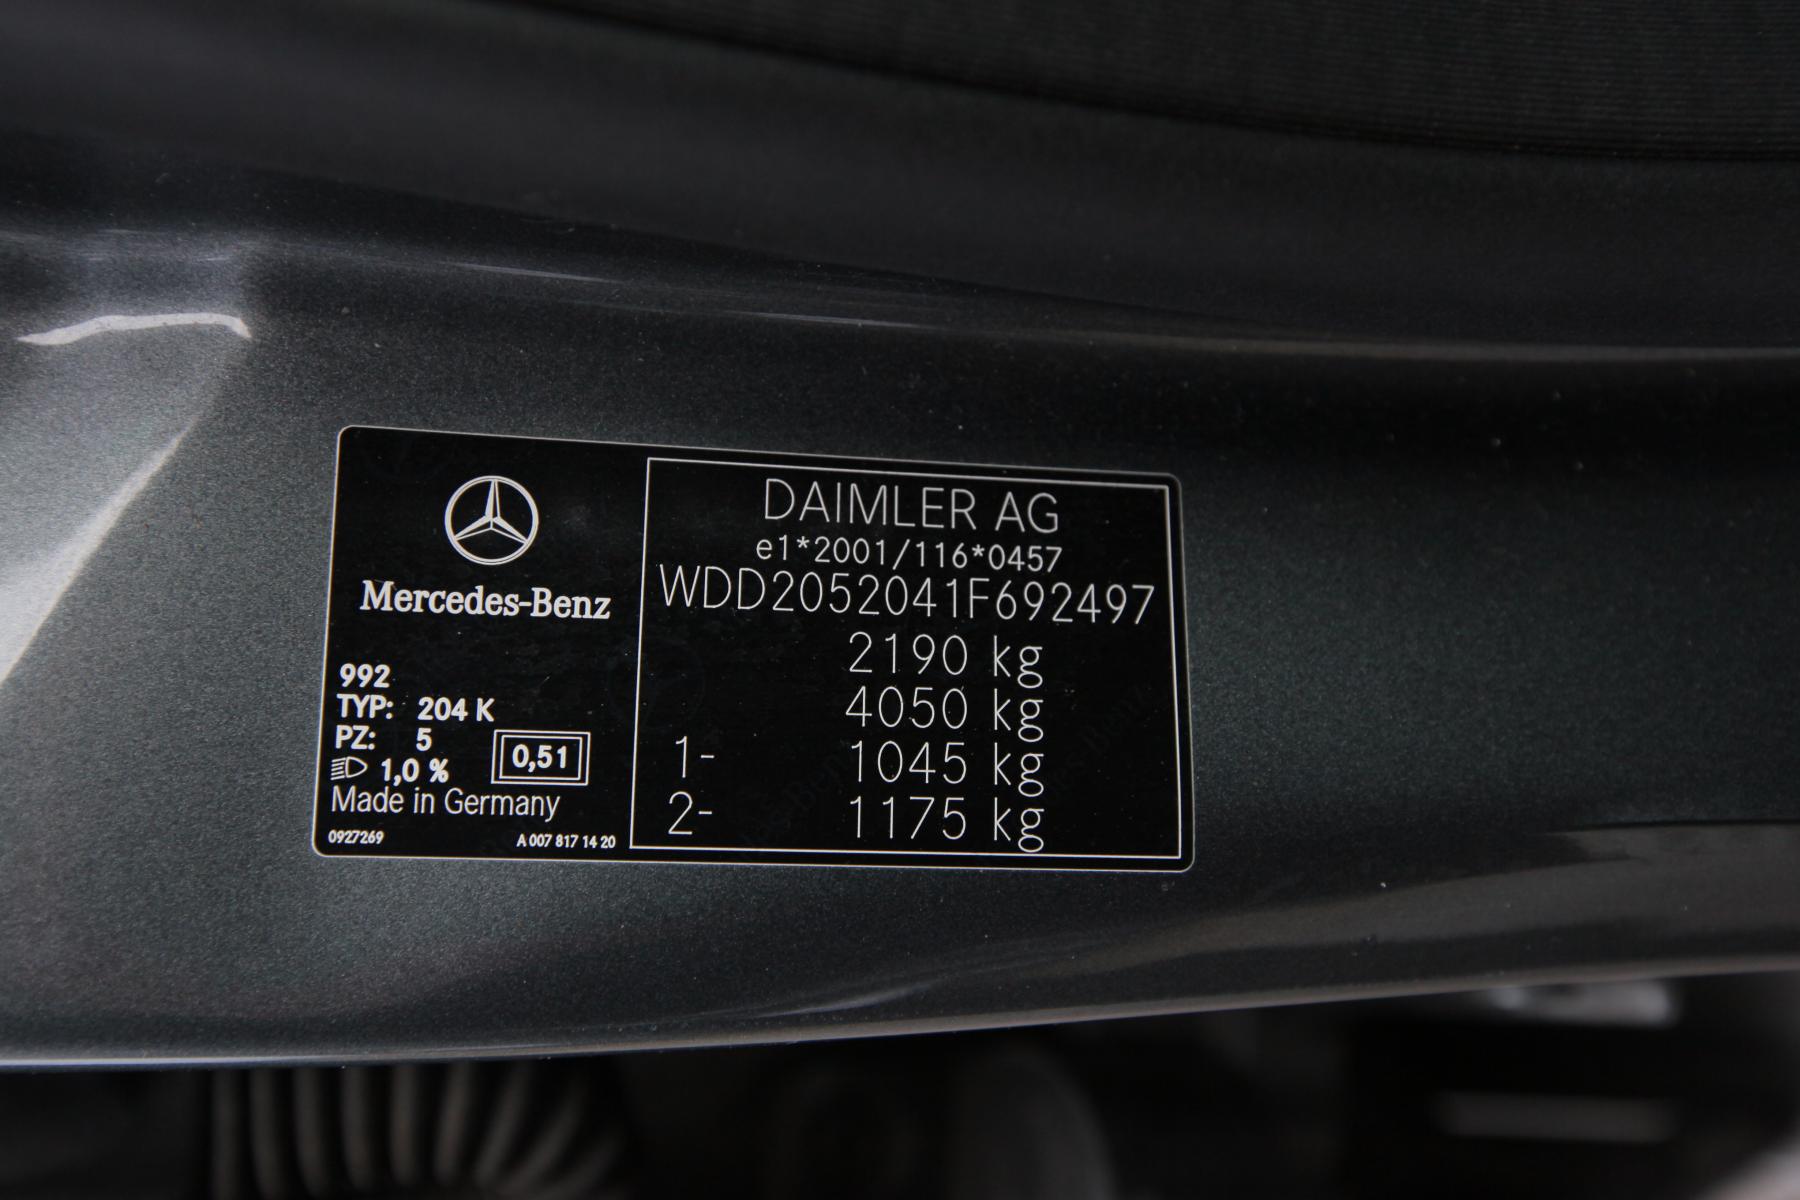 Mercedes-Benz
992
TYP: 204 K
PZ: 5
1,0 %
0,51
Made in Germany
0927269
A 007 817 14 20
DAIMLER AG
e1*2001/116*0457
WDD2052041F692497
2190 kg
4050 kg
1- 1045 kg
2- 1175 kg